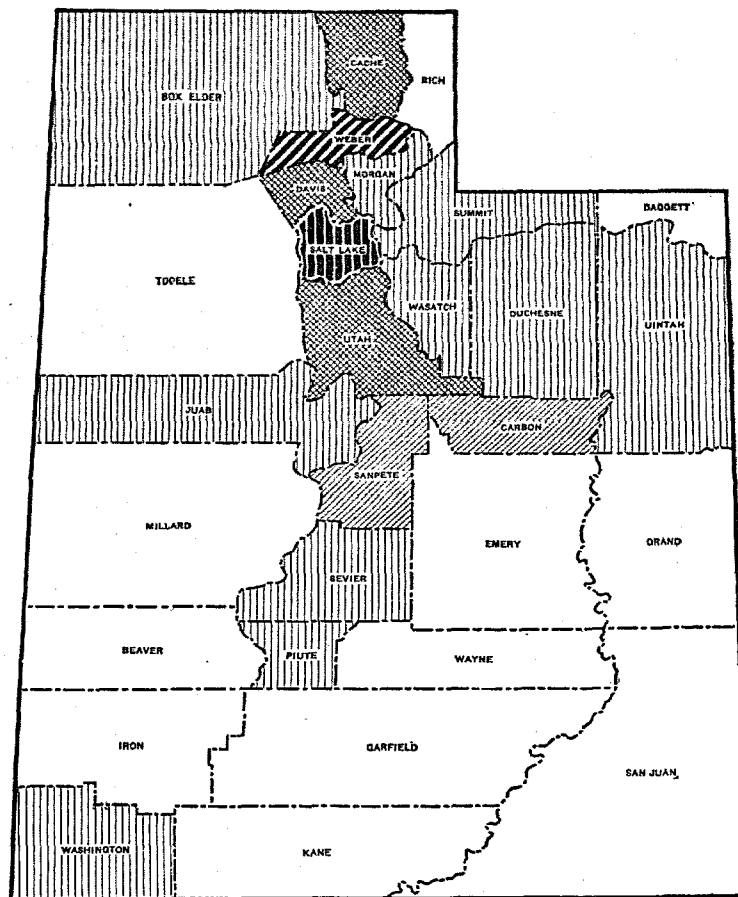 CACHE
RICH
BOX ELDER
WEBER
MORGAN
DAVIS
SUMMIT
DAGGETT
SALT LAKE
TOOELE
WASATCH
DUCHESNE
UINTAH
UTAH
JUAB
CARBON
SANPETE
MILLARD
EMERY
GRAND
SEVIER
BEAVER
PIUTE
WAYNE
IRON
GARFIELD
SAN JUAN
WASHINGTON
KANE